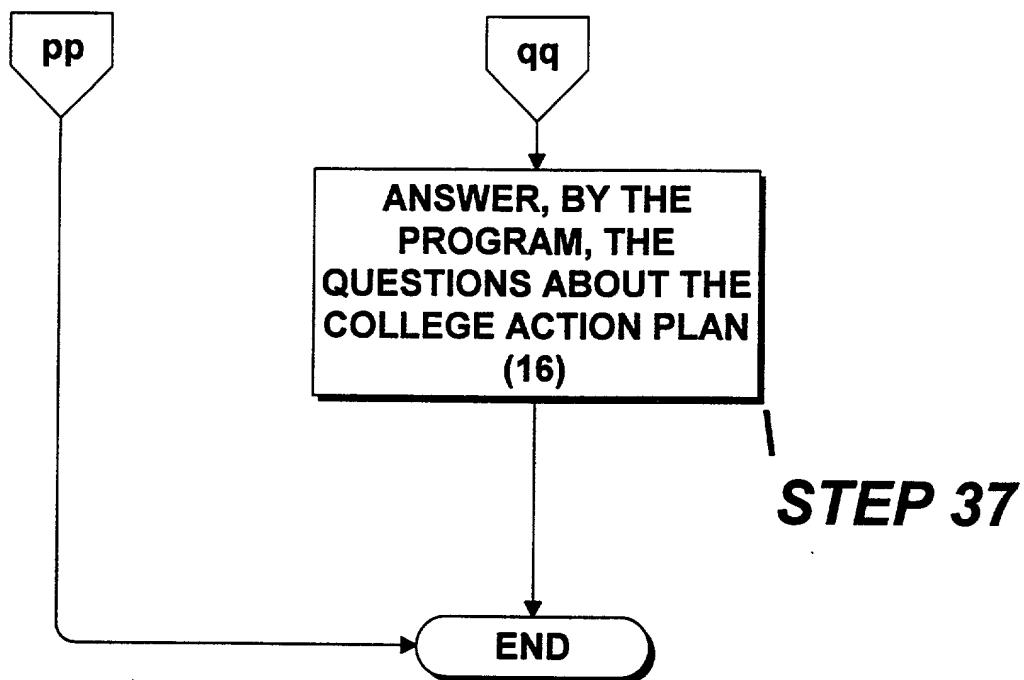 pp
qq
ANSWER, BY THE
PROGRAM, THE
QUESTIONS ABOUT THE
COLLEGE ACTION PLAN
(16)
STEP 37
END